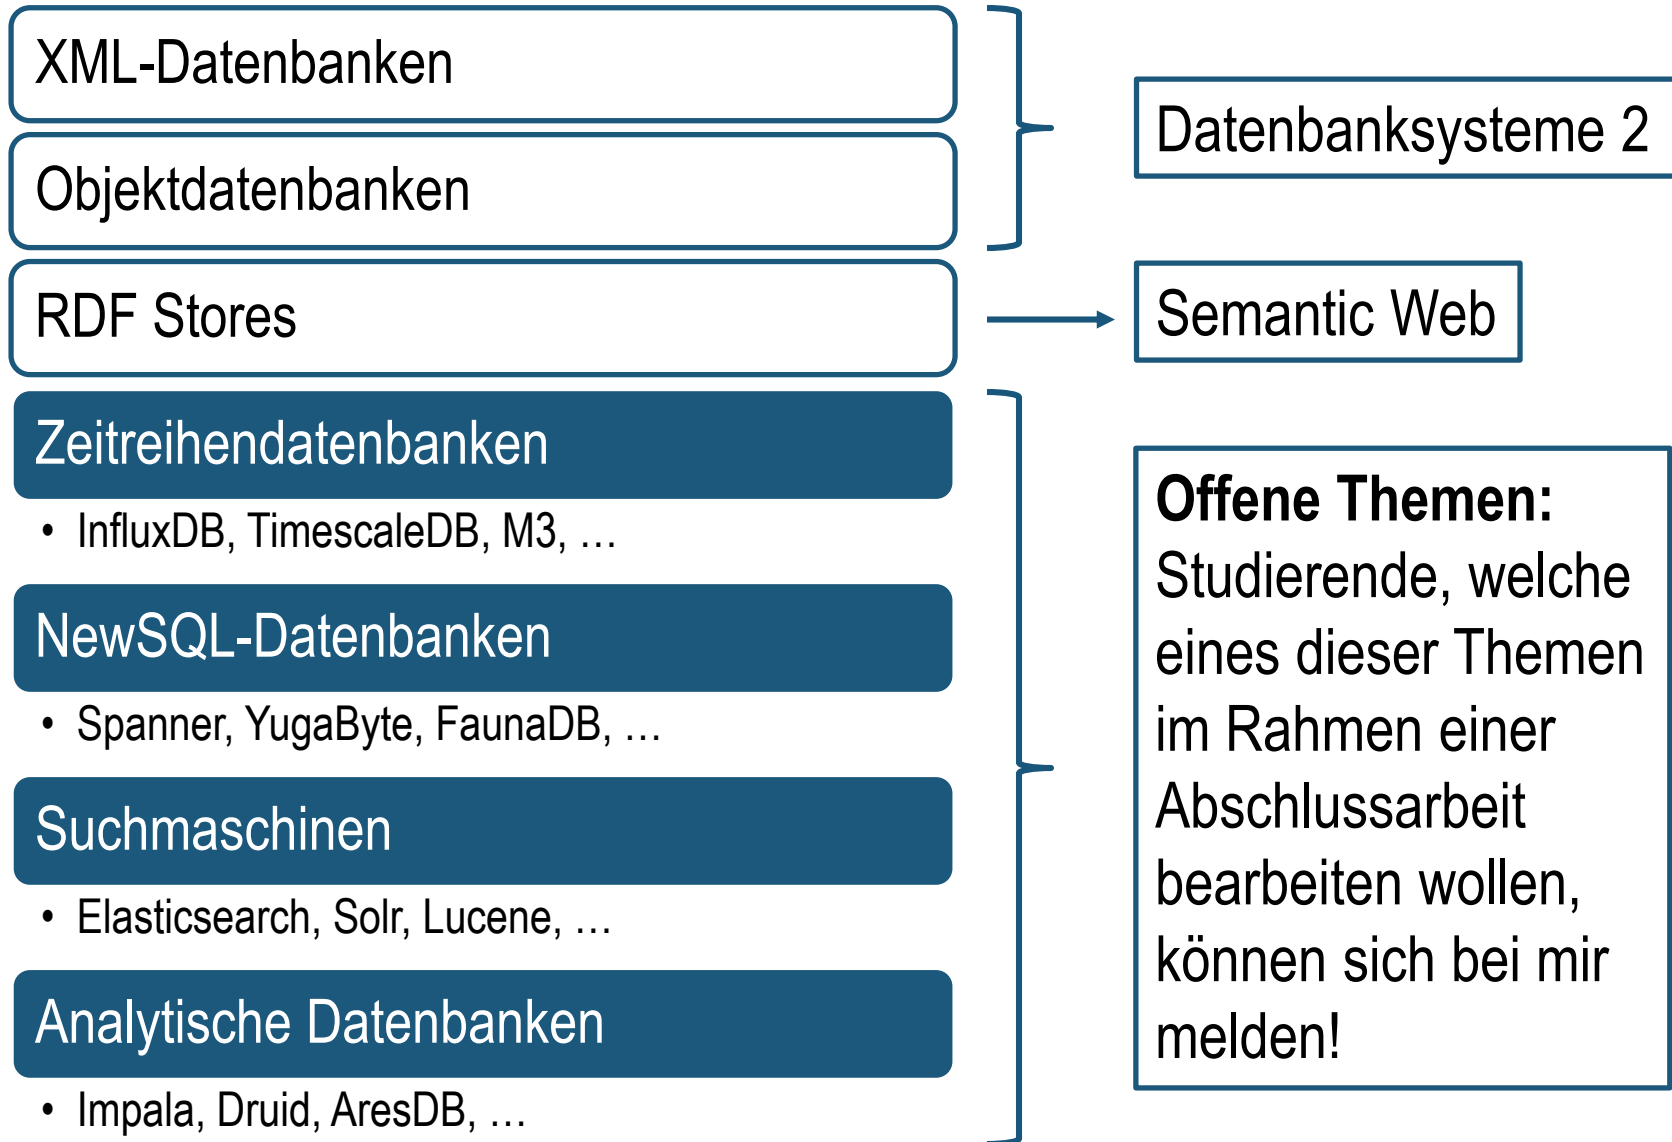 XML-Datenbanken
Objektdatenbanken
Datenbanksysteme 2
RDF Stores
Semantic Web
Zeitreihendatenbanken
• InfluxDB, TimescaleDB, M3, …
NewSQL-Datenbanken
• Spanner, YugaByte, FaunaDB, …
Suchmaschinen
• Elasticsearch, Solr, Lucene, …
Analytische Datenbanken
• Impala, Druid, AresDB, …
Offene Themen:
Studierende, welche
eines dieser Themen
im Rahmen einer
Abschlussarbeit
bearbeiten wollen,
können sich bei mir
melden!